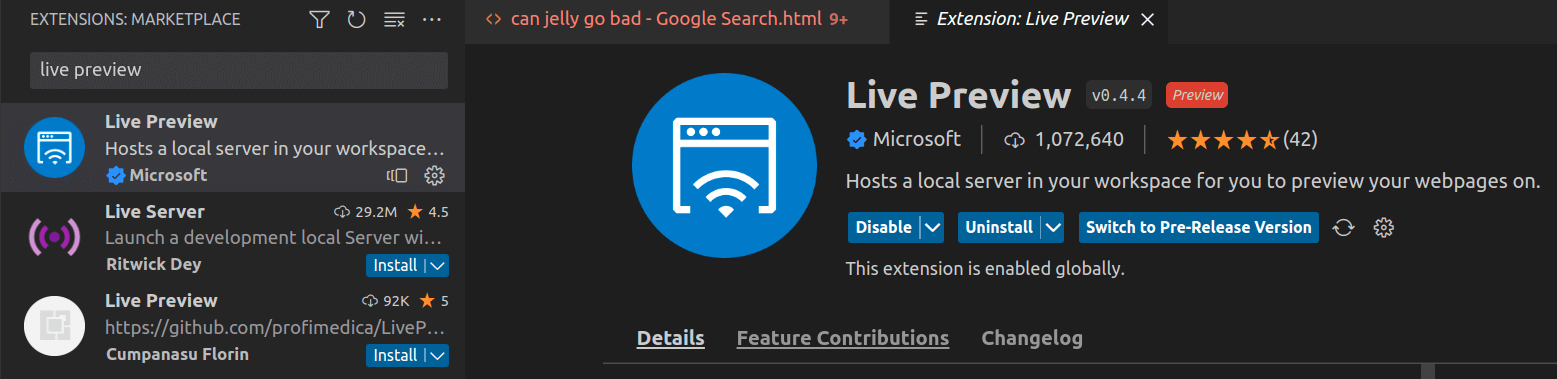 EXTENSIONS: MARKETPLACE
live preview
Live Preview
Hosts a local server in your workspace...
Microsoft
Live Server 29.2M 4.5
Launch a development local Server wi...
Ritwick Dey Install
Live Preview 92K 5
https://github.com/profimedica/LiveP...
Cumpanasu Florin Install
can jelly go bad - Google Search.html 9+
Extension: Live Preview
Live Preview v0.4.4 Preview
Microsoft 1,072,640 (42)
Hosts a local server in your workspace for you to preview your webpages on.
Disable Uninstall Switch to Pre-Release Version
This extension is enabled globally.
Details Feature Contributions Changelog